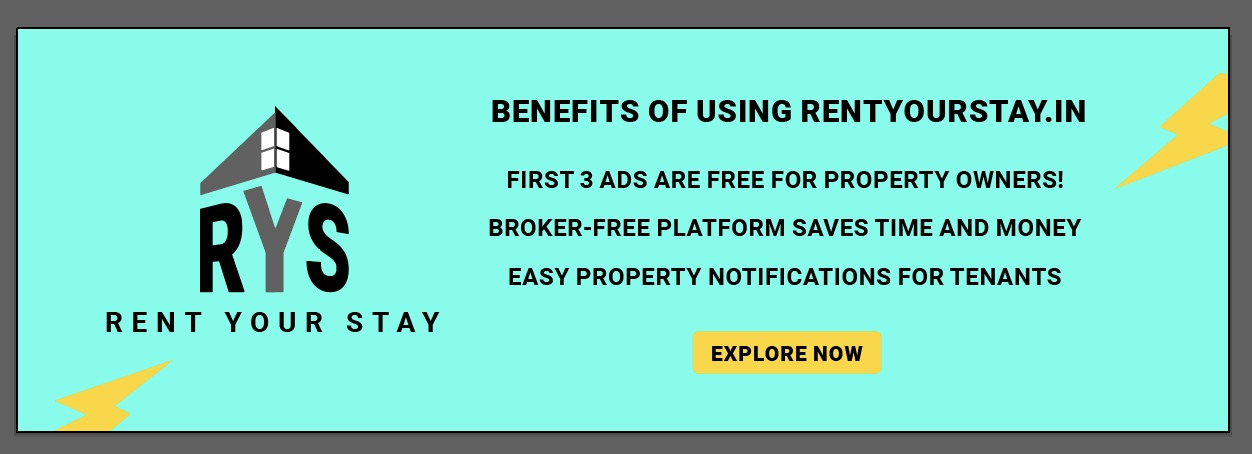 RYS
RENT YOUR STAY
BENEFITS OF USING RENTYOURSTAY.IN
FIRST 3 ADS ARE FREE FOR PROPERTY OWNERS!
BROKER-FREE PLATFORM SAVES TIME AND MONEY
EASY PROPERTY NOTIFICATIONS FOR TENANTS
EXPLORE NOW